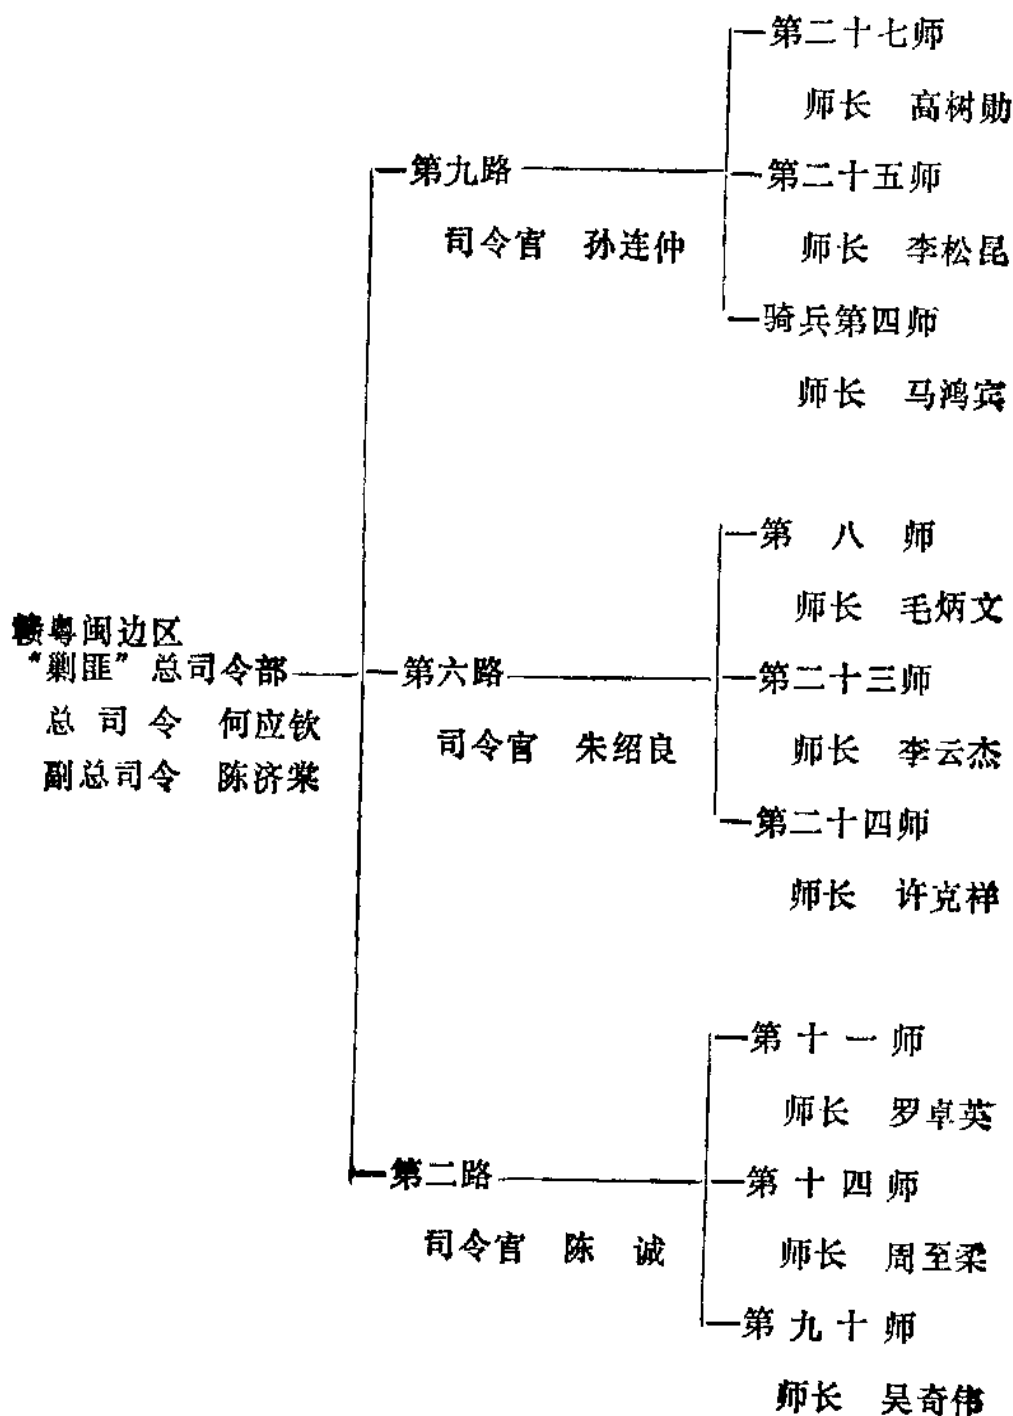 赣粤闽边区
“剿匪”总司令部
总司令 何应钦
副总司令 陈济棠
第九路
司令官 孙连仲
第二十七师
师长 高树勋
第二十五师
师长 李松昆
骑兵第四师
师长 马鸿宾
第六路
司令官 朱绍良
第八师
师长 毛炳文
第二十三师
师长 李云杰
第二十四师
师长 许克祥
第二路
司令官 陈诚
第十一师
师长 罗卓英
第十四师
师长 周至柔
第九十师
师长 吴奇伟